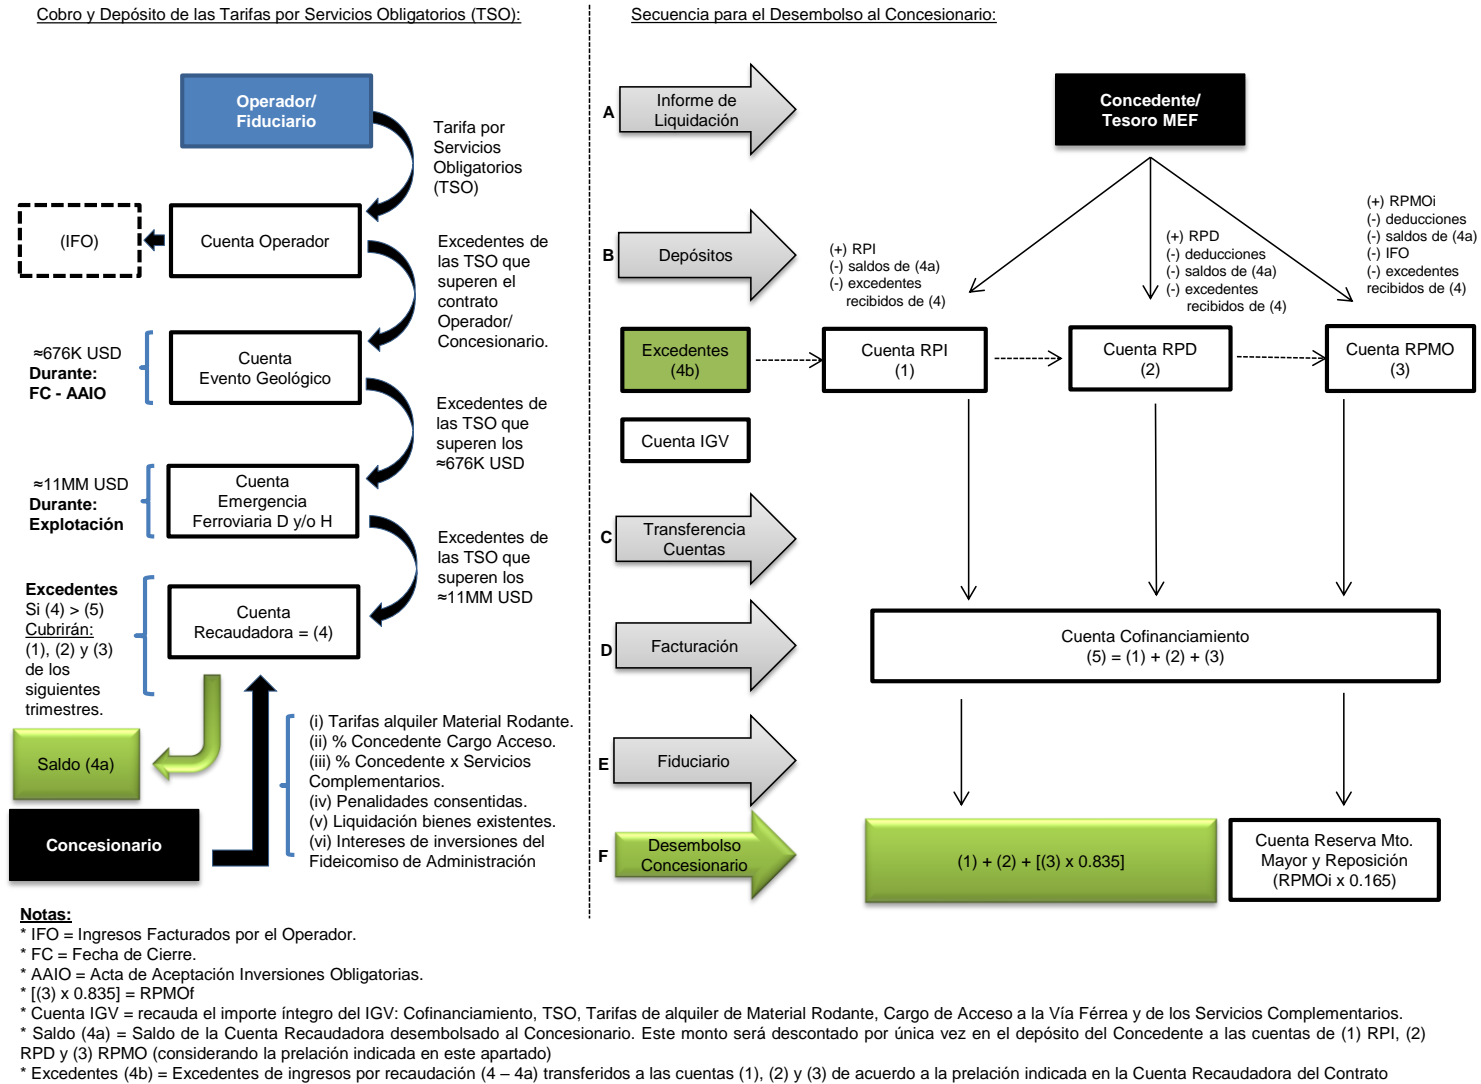 Cobro y Depósito de las Tarifas por Servicios Obligatorios (TSO):
Operador/
Fiduciario
Tarifa por
Servicios
Obligatorios
(TSO)
(IFO)
Cuenta Operador
Excedentes de
las TSO que
superen el
contrato
Operador/
Concesionario.
≈676K USD
Durante:
FC - AAIO
Cuenta
Evento Geológico
Excedentes de
las TSO que
superen los
≈676K USD
≈11MM USD
Durante:
Explotación
Cuenta
Emergencia
Ferroviaria D y/o H
Excedentes de
las TSO que
superen los
≈11MM USD
Excedentes
Si (4) > (5)
Cubrirán:
(1), (2) y (3)
de los
siguientes
trimestres.
Cuenta
Recaudadora = (4)
Saldo (4a)
Concesionario
(i) Tarifas alquiler Material Rodante.
(ii) % Concedente Cargo Acceso.
(iii) % Concedente x Servicios
Complementarios.
(iv) Penalidades consentidas.
(v) Liquidación bienes existentes.
(vi) Intereses de inversiones del
Fideicomiso de Administración
Secuencia para el Desembolso al Concesionario:
A
Informe de
Liquidación
Concedente/
Tesoro MEF
B
Depósitos
(+) RPI
(-) saldos de (4a)
(-) excedentes
recibidos de (4)
(+) RPD
(-) deducciones
(-) saldos de (4a)
(-) excedentes
recibidos de (4)
(+) RPMOi
(-) deducciones
(-) saldos de (4a)
(-) IFO
(-) excedentes
recibidos de (4)
Excedentes
(4b)
Cuenta RPI
(1)
Cuenta RPD
(2)
Cuenta RPMO
(3)
Cuenta IGV
C
Transferencia
Cuentas
D
Facturación
Cuenta Cofinanciamiento
(5) = (1) + (2) + (3)
E
Fiduciario
F
Desembolso
Concesionario
(1) + (2) + [(3) x 0.835]
Cuenta Reserva Mto.
Mayor y Reposición
(RPMOi x 0.165)
Notas:
* IFO = Ingresos Facturados por el Operador.
* FC = Fecha de Cierre.
* AAIO = Acta de Aceptación Inversiones Obligatorias.
* [(3) x 0.835] = RPMOf
* Cuenta IGV = recauda el importe íntegro del IGV: Cofinanciamiento, TSO, Tarifas de alquiler de Material Rodante, Cargo de Acceso a la Vía Férrea y de los Servicios Complementarios.
* Saldo (4a) = Saldo de la Cuenta Recaudadora desembolsado al Concesionario. Este monto será descontado por única vez en el depósito del Concedente a las cuentas de (1) RPI, (2)
RPD y (3) RPMO (considerando la prelación indicada en este apartado)
* Excedentes (4b) = Excedentes de ingresos por recaudación (4 – 4a) transferidos a las cuentas (1), (2) y (3) de acuerdo a la prelación indicada en la Cuenta Recaudadora del Contrato